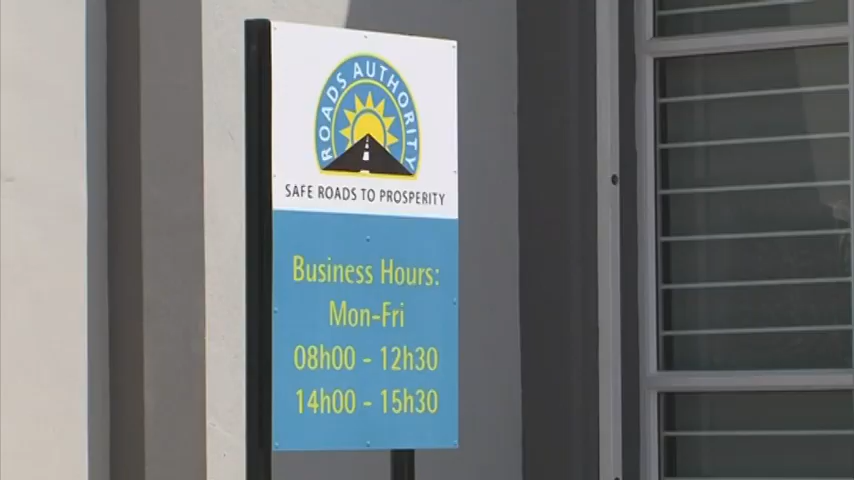 ROADS AUTHORITY
SAFE ROADS TO PROSPERITY
Business Hours:
Mon-Fri
08h00 - 12h30
14h00 - 15h30